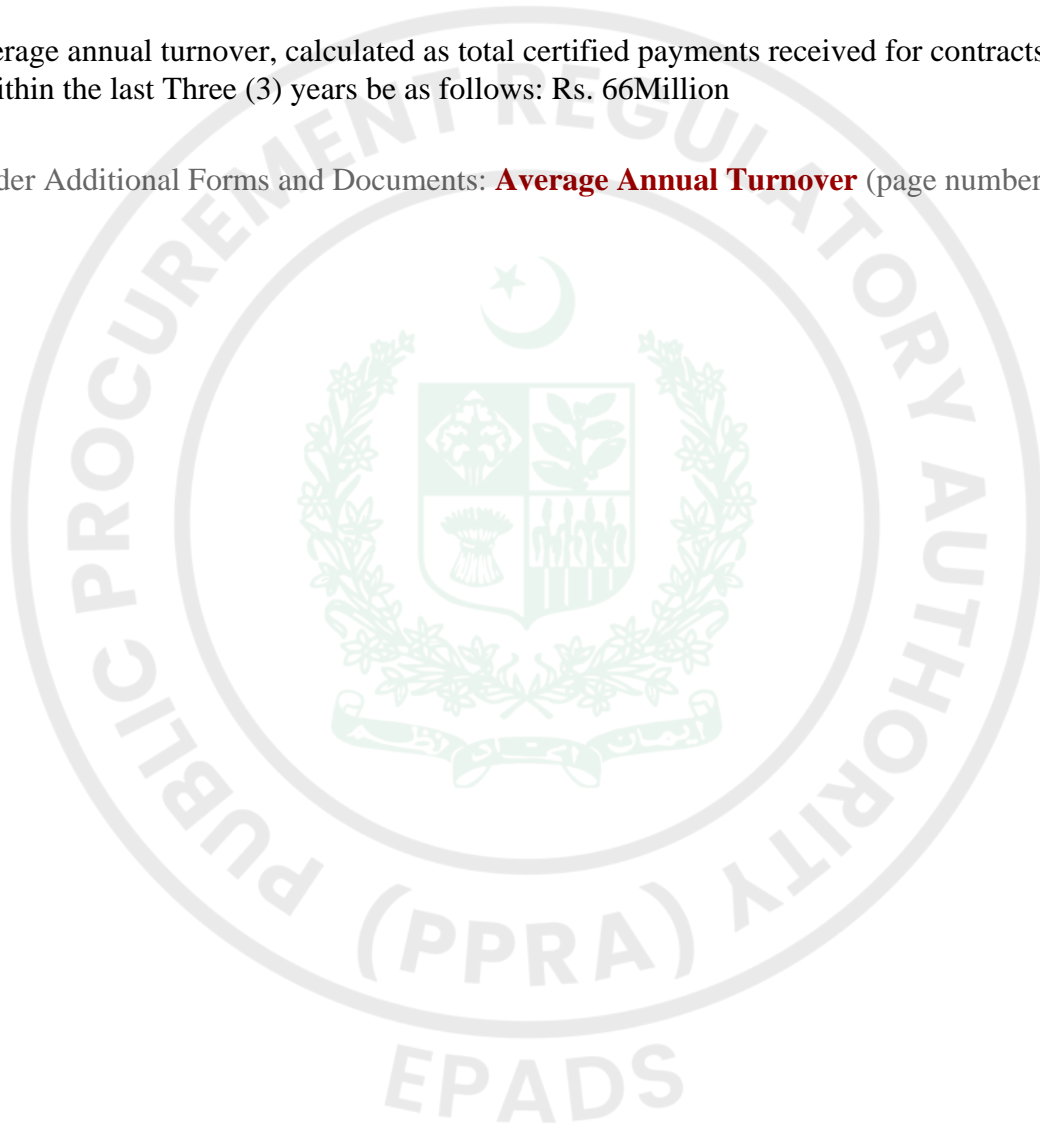 erage annual turnover, calculated as total certified payments received for contracts
ithin the last Three (3) years be as follows: Rs. 66Million
der Additional Forms and Documents: Average Annual Turnover (page number
PUBLIC PROCUREMENT REGULATORY AUTHORITY
(PPRA)
EPADS